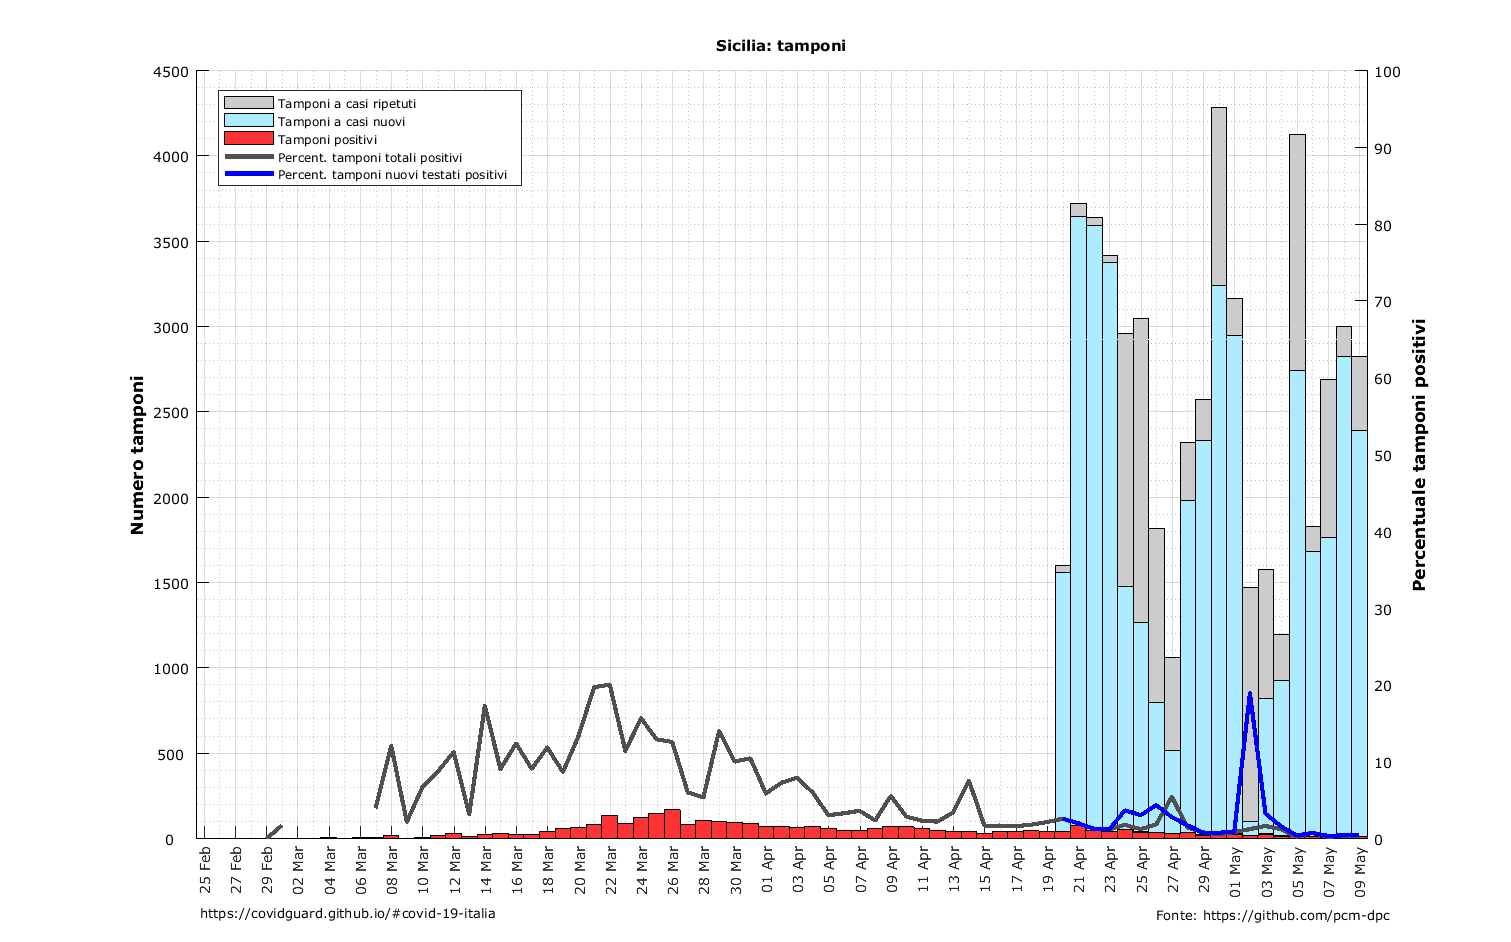 Sicilia: tamponi
Tamponi a casi ripetuti
Tamponi a casi nuovi
Tamponi positivi
Percent. tamponi totali positivi
Percent. tamponi nuovi testati positivi
Numero tamponi
4500
4000
3500
3000
2500
2000
1500
1000
500
0
100
90
80
70
60
50
40
30
20
10
0
Percentuale tamponi positivi
25 Feb
27 Feb
29 Feb
02 Mar
04 Mar
06 Mar
08 Mar
10 Mar
12 Mar
14 Mar
16 Mar
18 Mar
20 Mar
22 Mar
24 Mar
26 Mar
28 Mar
30 Mar
01 Apr
03 Apr
05 Apr
07 Apr
09 Apr
11 Apr
13 Apr
15 Apr
17 Apr
19 Apr
21 Apr
23 Apr
25 Apr
27 Apr
29 Apr
01 May
03 May
05 May
07 May
09 May
https://covidguard.github.io/#covid-19-italia
Fonte: https://github.com/pcm-dpc